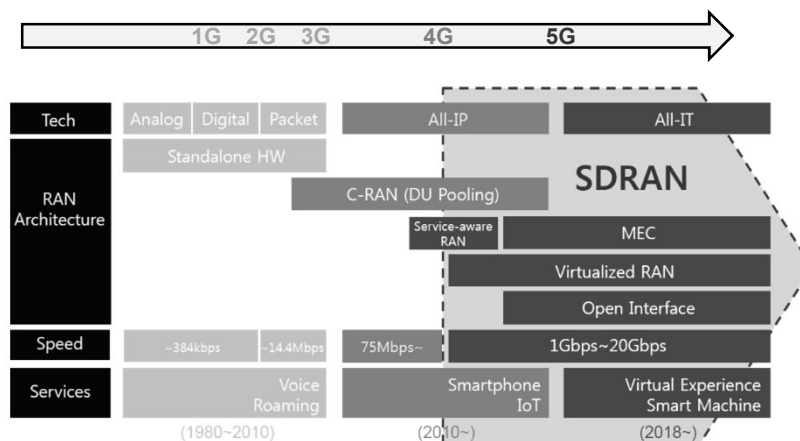 1G 2G 3G 4G 5G
Tech Analog Digital Packet All-IP All-IT
Standalone HW
SDRAN
RAN
Architecture
C-RAN (DU Pooling)
Service-aware
RAN
MEC
Virtualized RAN
Open Interface
Speed ~384kbps ~14.4Mbps 75Mbps~ 1Gbps~20Gbps
Services
Voice
Roaming
Smartphone
IoT
Virtual Experience
Smart Machine
(1980~2010) (2010~) (2018~)